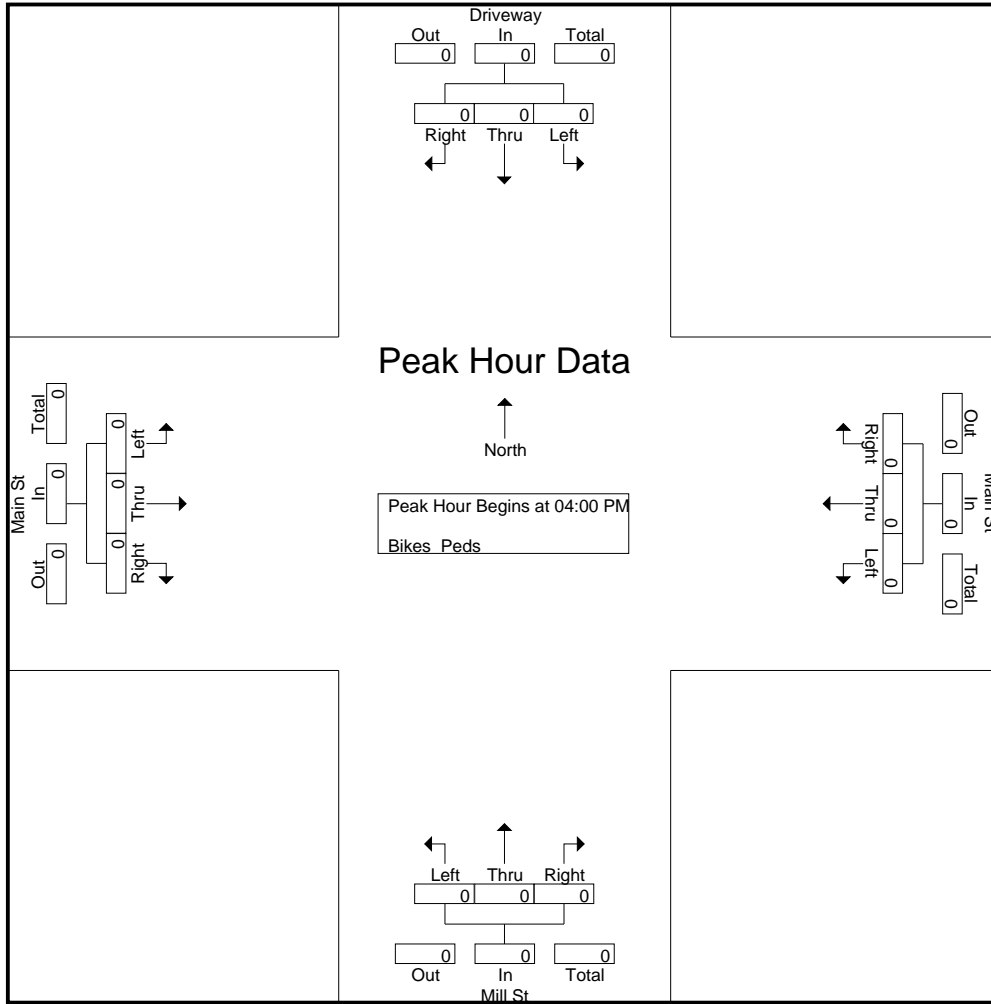 Driveway
Out In Total
0 0 0
0 0 0
Right Thru Left
Peak Hour Data
North
Peak Hour Begins at 04:00 PM
Bikes Peds
Main St
Total In Out
0 0 0
0 0 0
Left Thru Right
Main St
Out In Total
0 0 0
0 0 0
Right Thru Left
Left Thru Right
0 0 0
0 0 0
Out In Total
Mill St